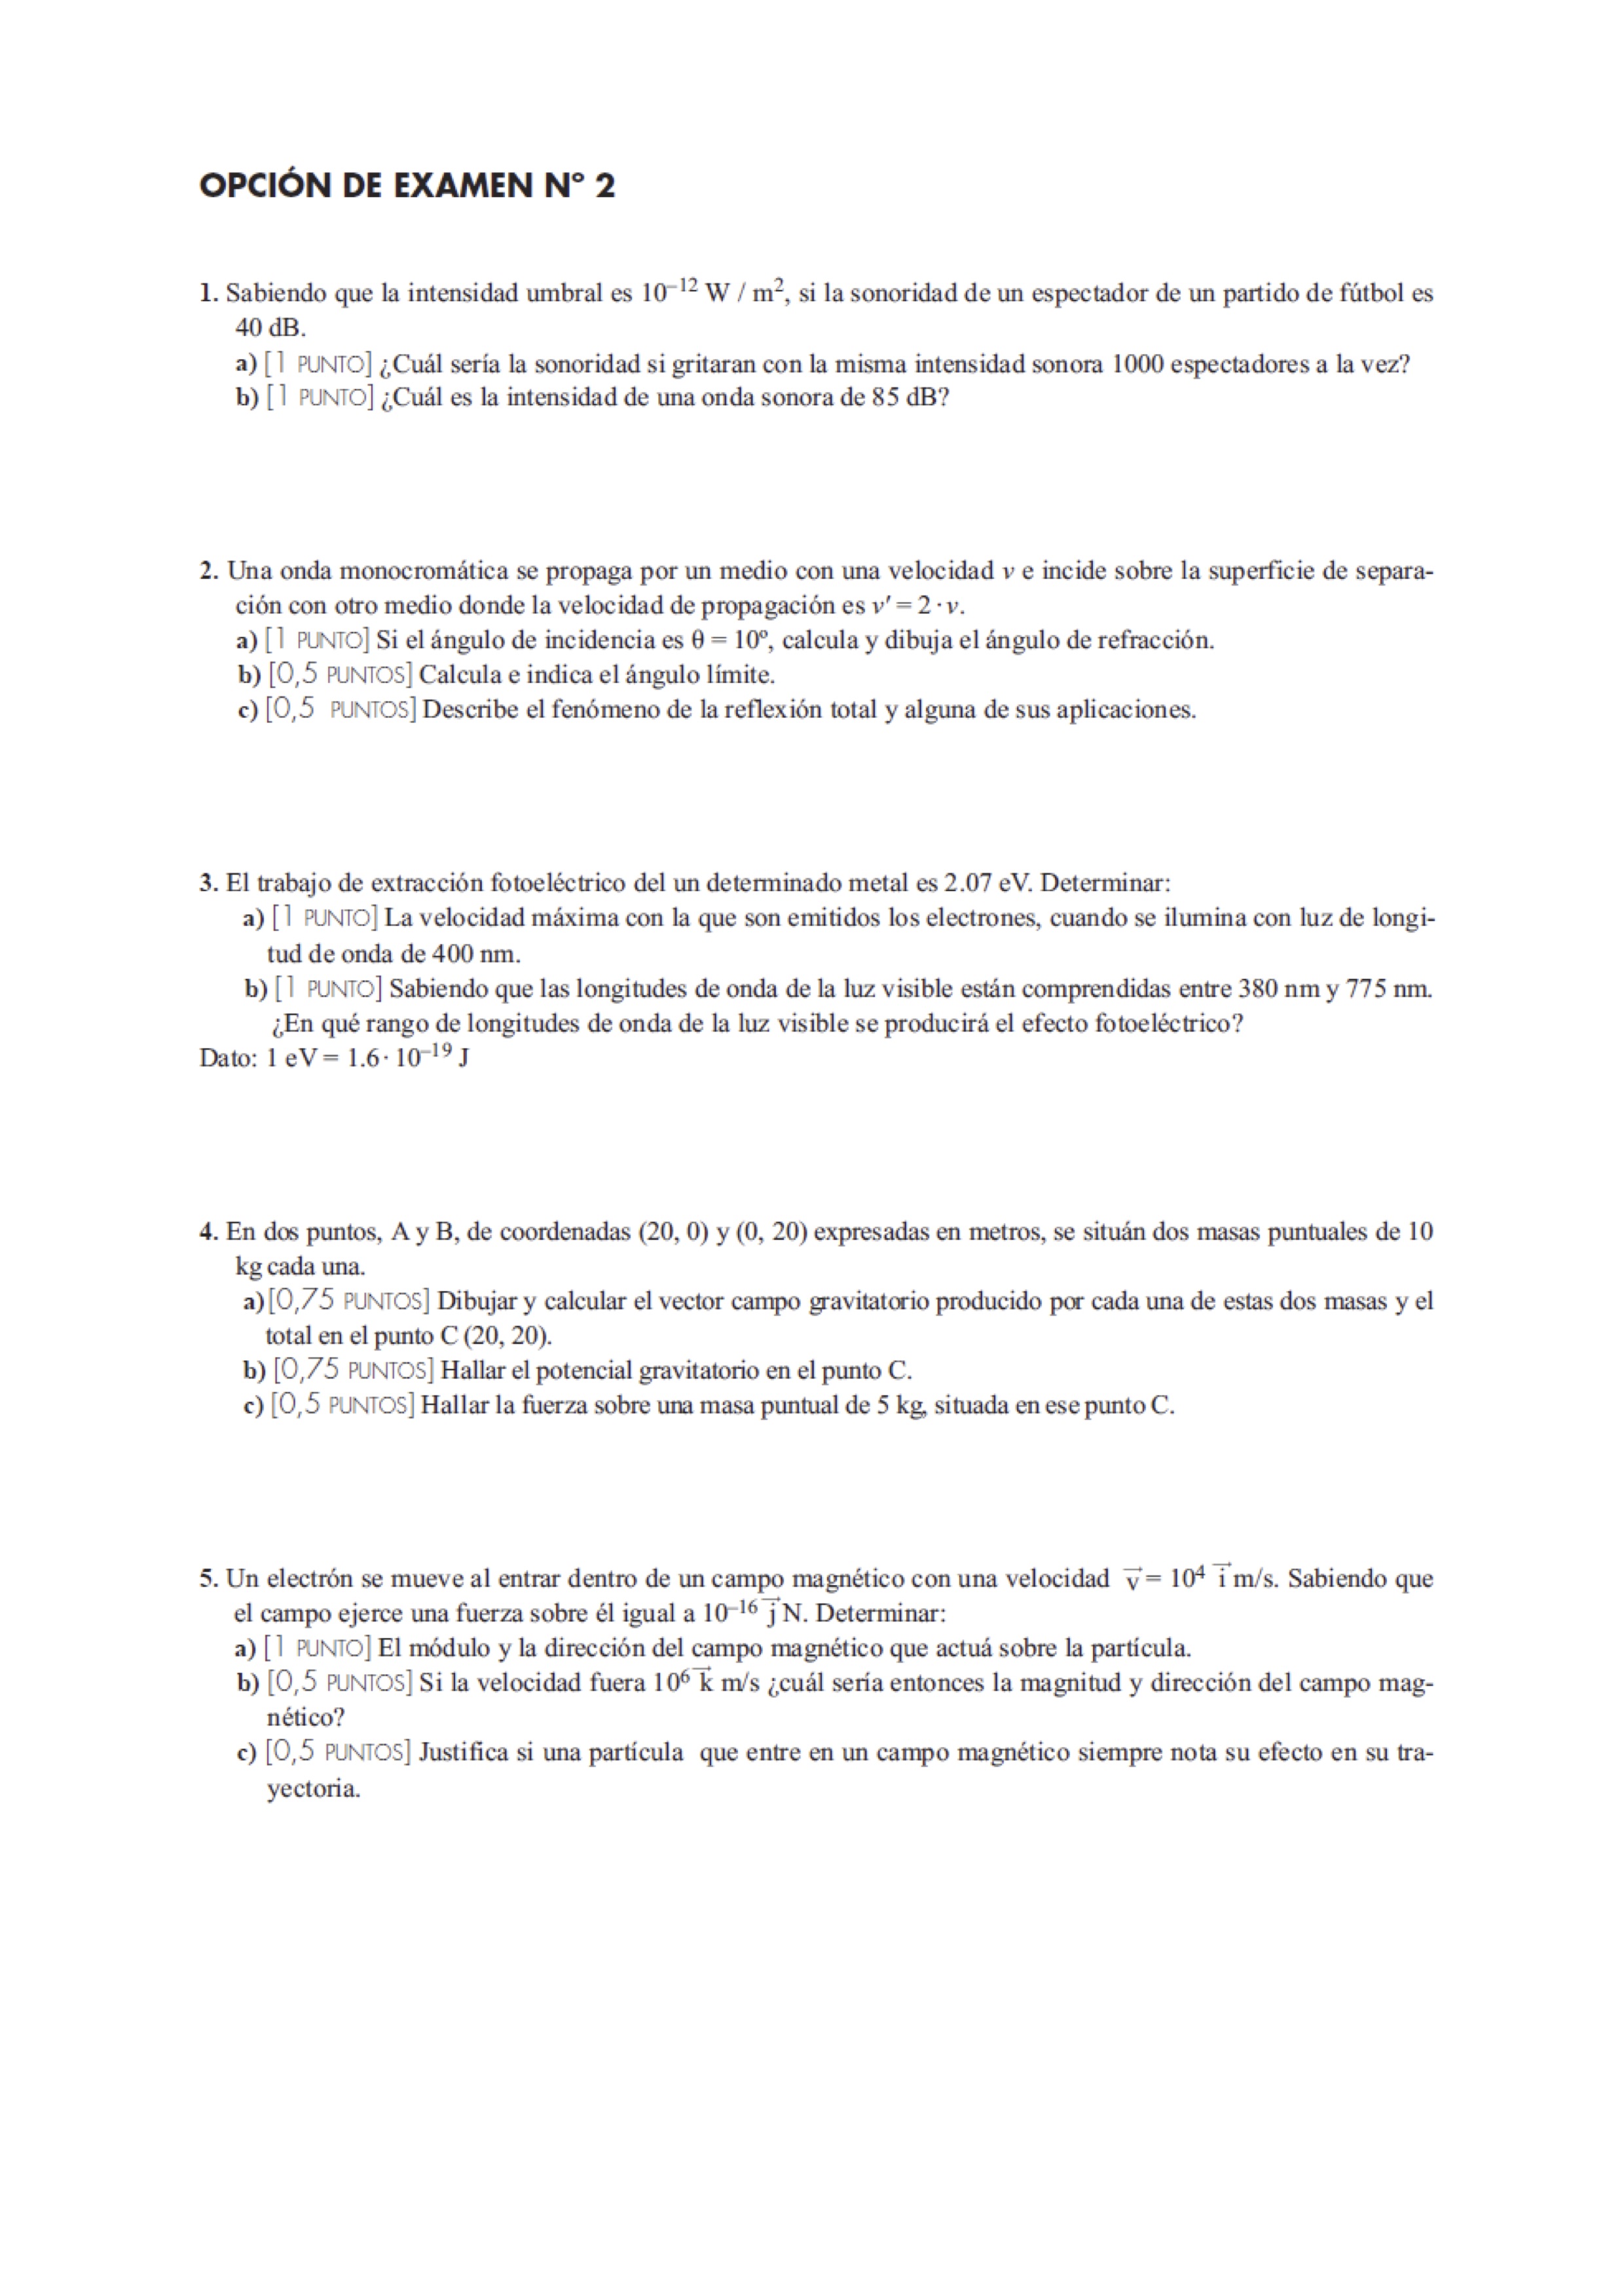 OPCIÓN DE EXAMEN Nº 2
1. Sabiendo que la intensidad umbral es 10⁻¹² W / m², si la sonoridad de un espectador de un partido de fútbol es
40 dB.
a) [1 PUNTO] ¿Cuál sería la sonoridad si gritaran con la misma intensidad sonora 1000 espectadores a la vez?
b) [1 PUNTO] ¿Cuál es la intensidad de una onda sonora de 85 dB?
2. Una onda monocromática se propaga por un medio con una velocidad v e incide sobre la superficie de separa-
ción con otro medio donde la velocidad de propagación es v' = 2 · v.
a) [1 PUNTO] Si el ángulo de incidencia es θ = 10º, calcula y dibuja el ángulo de refracción.
b) [0,5 PUNTOS] Calcula e indica el ángulo límite.
c) [0,5 PUNTOS] Describe el fenómeno de la reflexión total y alguna de sus aplicaciones.
3. El trabajo de extracción fotoeléctrico del un determinado metal es 2.07 eV. Determinar:
a) [1 PUNTO] La velocidad máxima con la que son emitidos los electrones, cuando se ilumina con luz de longi-
tud de onda de 400 nm.
b) [1 PUNTO] Sabiendo que las longitudes de onda de la luz visible están comprendidas entre 380 nm y 775 nm.
¿En qué rango de longitudes de onda de la luz visible se producirá el efecto fotoeléctrico?
Dato: 1 eV = 1.6 · 10⁻¹⁹ J
4. En dos puntos, A y B, de coordenadas (20, 0) y (0, 20) expresadas en metros, se situán dos masas puntuales de 10
kg cada una.
a) [0,75 PUNTOS] Dibujar y calcular el vector campo gravitatorio producido por cada una de estas dos masas y el
total en el punto C (20, 20).
b) [0,75 PUNTOS] Hallar el potencial gravitatorio en el punto C.
c) [0,5 PUNTOS] Hallar la fuerza sobre una masa puntual de 5 kg, situada en ese punto C.
5. Un electrón se mueve al entrar dentro de un campo magnético con una velocidad v⃗ = 10⁴ i⃗ m/s. Sabiendo que
el campo ejerce una fuerza sobre él igual a 10⁻¹⁶ j⃗ N. Determinar:
a) [1 PUNTO] El módulo y la dirección del campo magnético que actuá sobre la partícula.
b) [0,5 PUNTOS] Si la velocidad fuera 10⁶ k⃗ m/s ¿cuál sería entonces la magnitud y dirección del campo mag-
nético?
c) [0,5 PUNTOS] Justifica si una partícula que entre en un campo magnético siempre nota su efecto en su tra-
yectoria.